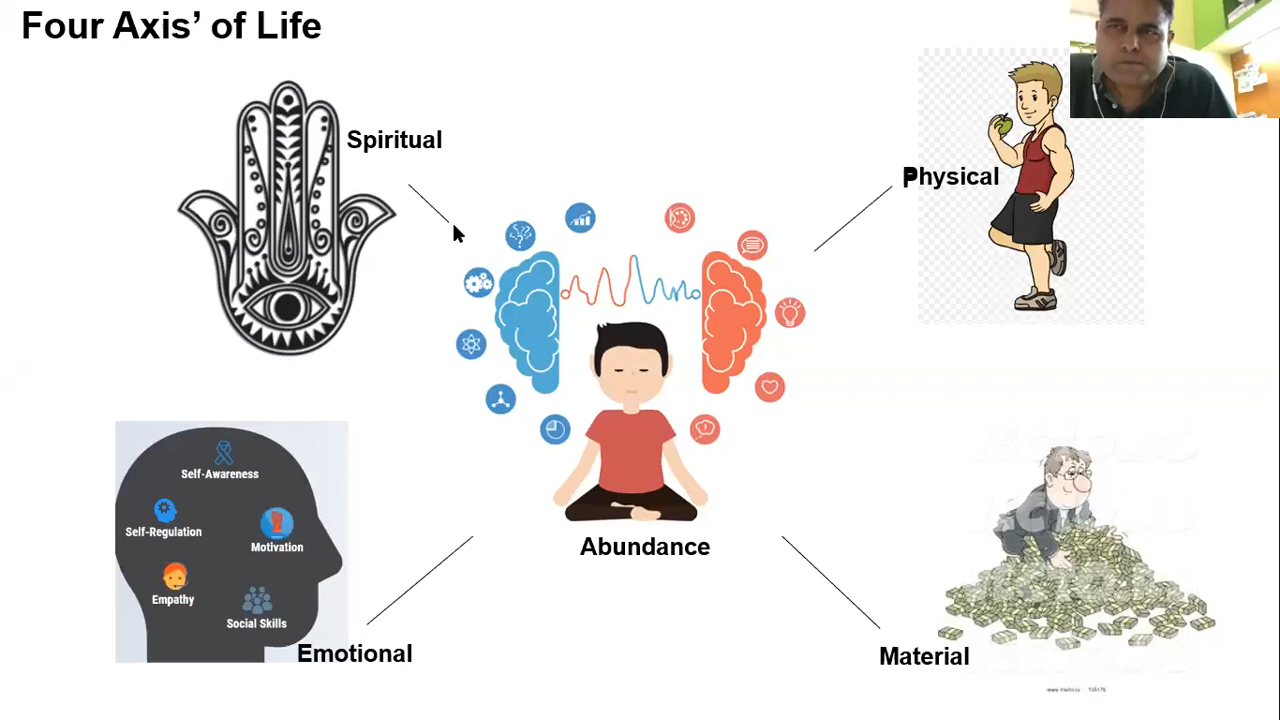 Four Axis’ of Life
Spiritual
Physical
Abundance
Self-Awareness
Self-Regulation
Motivation
Empathy
Social Skills
Emotional
Material